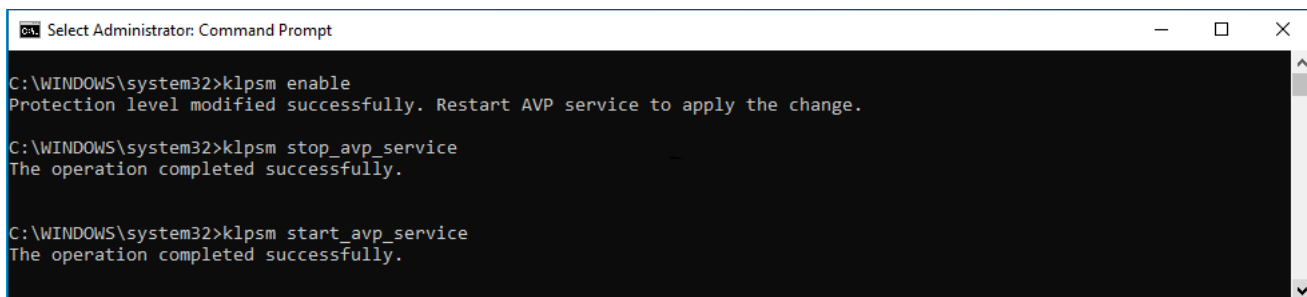 Select Administrator: Command Prompt
C:\WINDOWS\system32>klpsm enable
Protection level modified successfully. Restart AVP service to apply the change.
C:\WINDOWS\system32>klpsm stop_avp_service
The operation completed successfully.
C:\WINDOWS\system32>klpsm start_avp_service
The operation completed successfully.